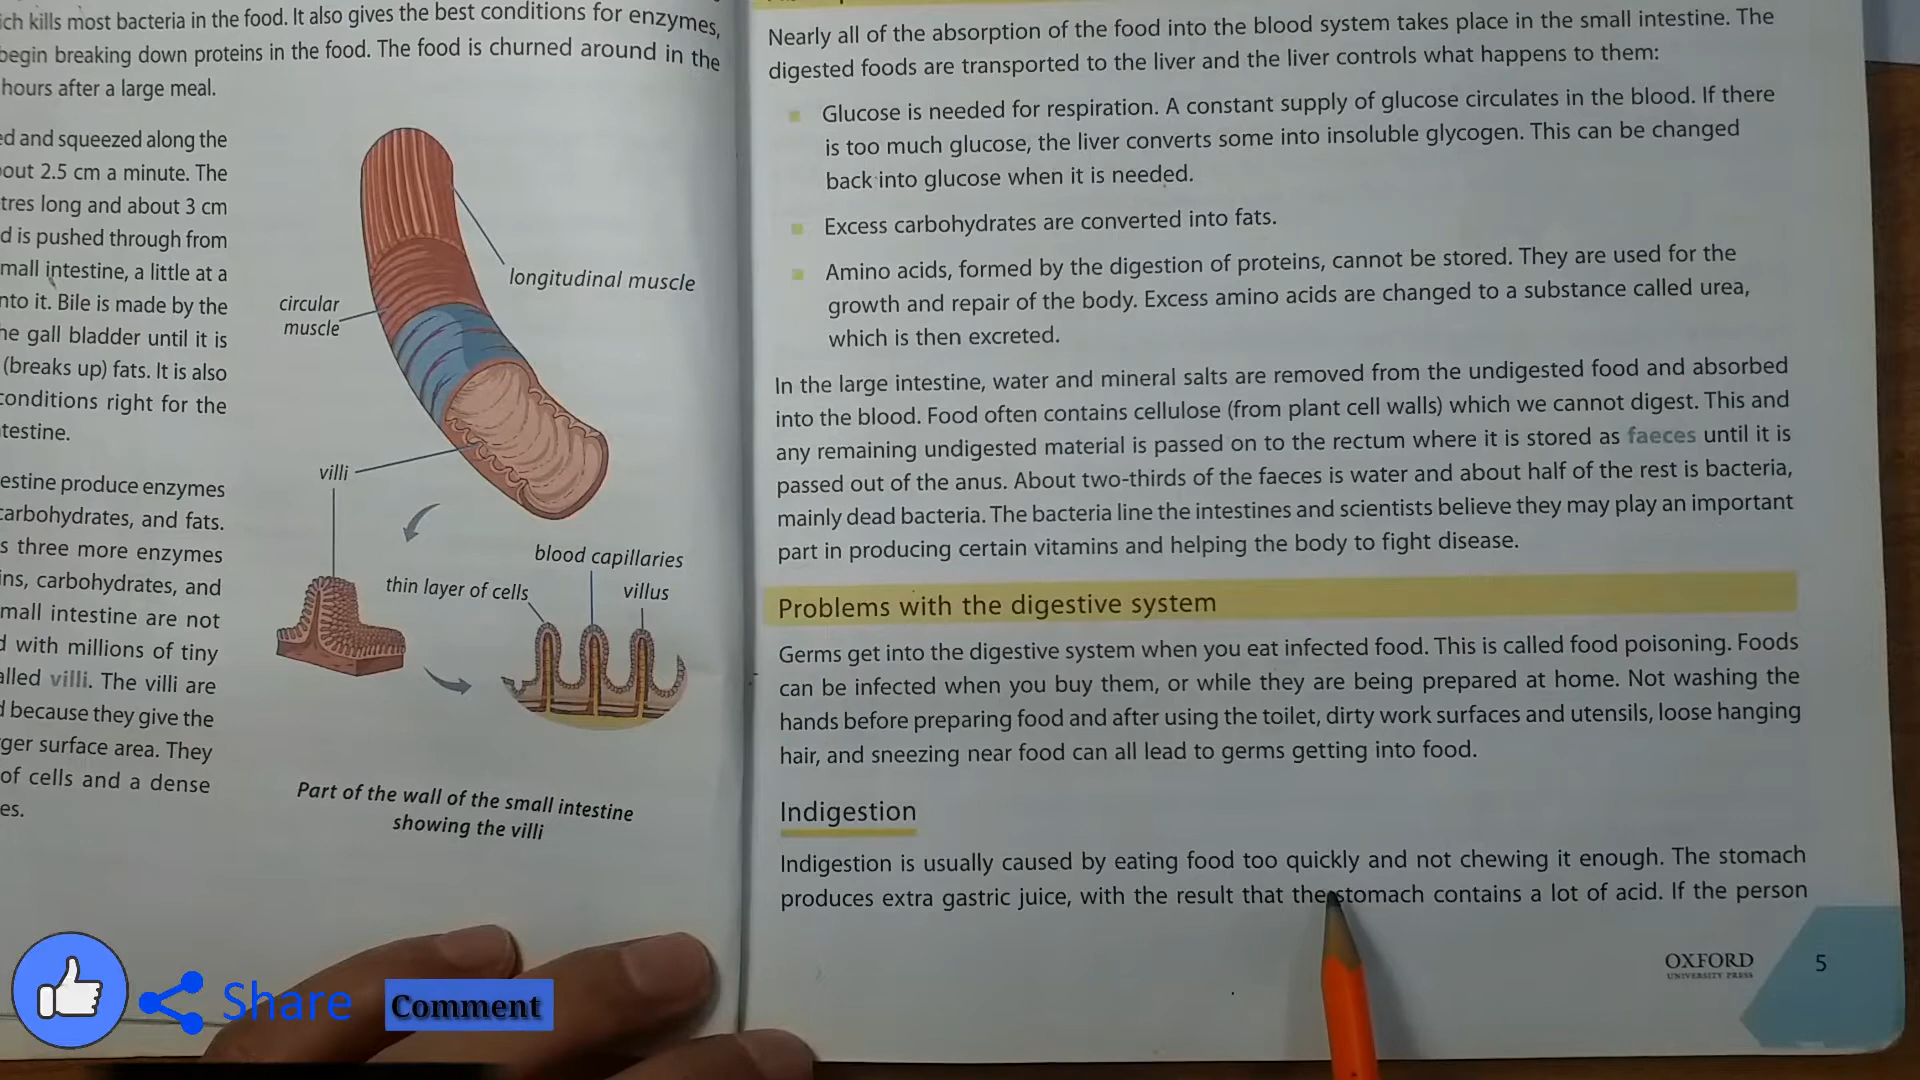 ch kills most bacteria in the food. It also gives the best conditions for enzymes,
begin breaking down proteins in the food. The food is churned around in the
hours after a large meal.
ed and squeezed along the
out 2.5 cm a minute. The
tres long and about 3 cm
d is pushed through from
mall intestine, a little at a
nto it. Bile is made by the
he gall bladder until it is
(breaks up) fats. It is also
conditions right for the
testine.
estine produce enzymes
carbohydrates, and fats.
s three more enzymes
ins, carbohydrates, and
mall intestine are not
d with millions of tiny
alled villi. The villi are
d because they give the
ger surface area. They
of cells and a dense
es.
longitudinal muscle
circular
muscle
villi
blood capillaries
thin layer of cells
villus
Part of the wall of the small intestine
showing the villi
Nearly all of the absorption of the food into the blood system takes place in the small intestine. The
digested foods are transported to the liver and the liver controls what happens to them:
Glucose is needed for respiration. A constant supply of glucose circulates in the blood. If there
is too much glucose, the liver converts some into insoluble glycogen. This can be changed
back into glucose when it is needed.
Excess carbohydrates are converted into fats.
Amino acids, formed by the digestion of proteins, cannot be stored. They are used for the
growth and repair of the body. Excess amino acids are changed to a substance called urea,
which is then excreted.
In the large intestine, water and mineral salts are removed from the undigested food and absorbed
into the blood. Food often contains cellulose (from plant cell walls) which we cannot digest. This and
any remaining undigested material is passed on to the rectum where it is stored as faeces until it is
passed out of the anus. About two-thirds of the faeces is water and about half of the rest is bacteria,
mainly dead bacteria. The bacteria line the intestines and scientists believe they may play an important
part in producing certain vitamins and helping the body to fight disease.
Problems with the digestive system
Germs get into the digestive system when you eat infected food. This is called food poisoning. Foods
can be infected when you buy them, or while they are being prepared at home. Not washing the
hands before preparing food and after using the toilet, dirty work surfaces and utensils, loose hanging
hair, and sneezing near food can all lead to germs getting into food.
Indigestion
Indigestion is usually caused by eating food too quickly and not chewing it enough. The stomach
produces extra gastric juice, with the result that the stomach contains a lot of acid. If the person
OXFORD
UNIVERSITY PRESS
5
Share
Comment